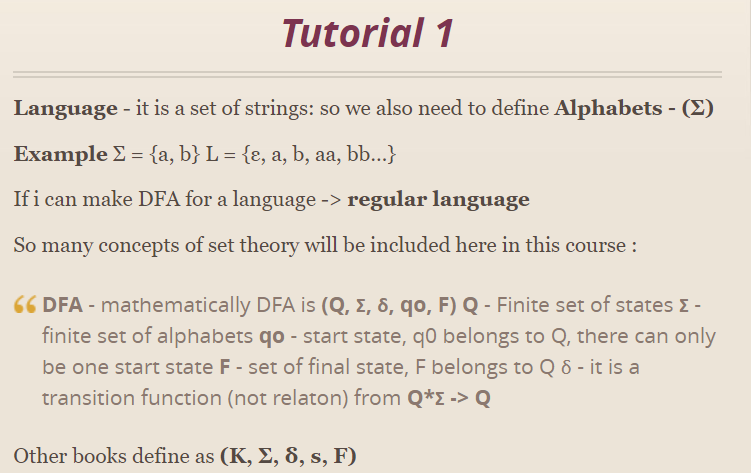 Tutorial 1
Language - it is a set of strings: so we also need to define Alphabets - (Σ)
Example Σ = {a, b} L = {ε, a, b, aa, bb...}
If i can make DFA for a language -> regular language
So many concepts of set theory will be included here in this course :
“ DFA - mathematically DFA is (Q, Σ, δ, qo, F) Q - Finite set of states Σ -
finite set of alphabets qo - start state, q0 belongs to Q, there can only
be one start state F - set of final state, F belongs to Q δ - it is a
transition function (not relaton) from Q*Σ -> Q
Other books define as (K, Σ, δ, s, F)